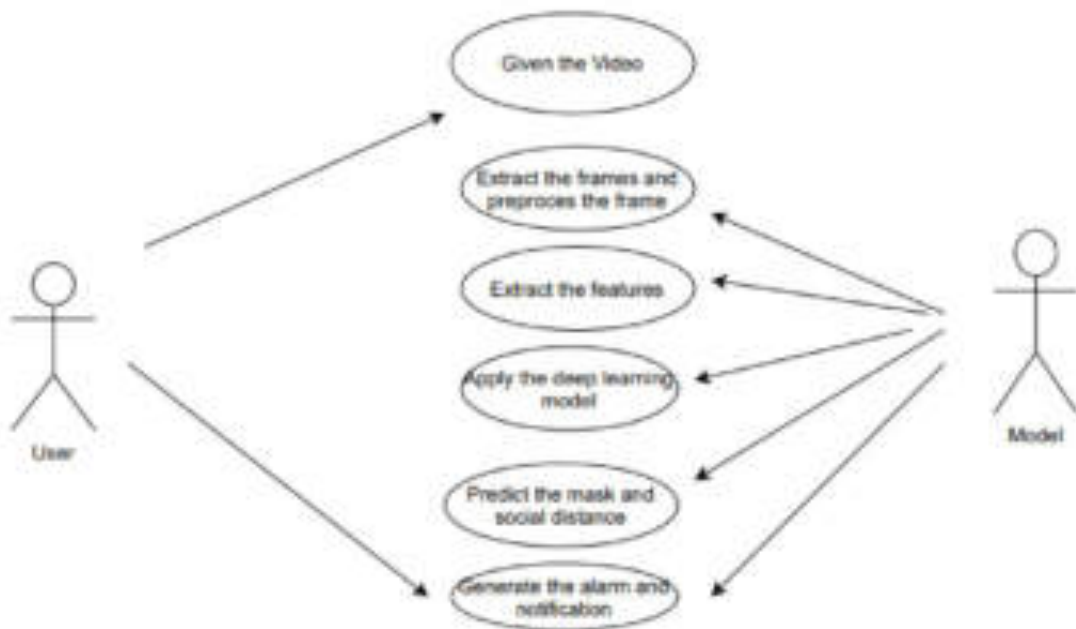 Given the Video
Extract the frames and
preproces the frame
Extract the features
Apply the deep learning
model
User
Model
Predict the mask and
social distance
Generate the alarm and
notification